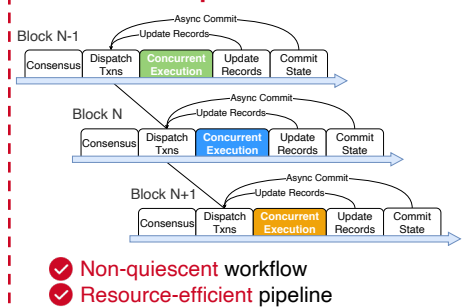 Async Commit
Update Records
Block N-1
Consensus
Dispatch Txns
Concurrent Execution
Update Records
Commit State
Async Commit
Update Records
Block N
Consensus
Dispatch Txns
Concurrent Execution
Update Records
Commit State
Async Commit
Update Records
Block N+1
Consensus
Dispatch Txns
Concurrent Execution
Update Records
Commit State
Non-quiescent workflow
Resource-efficient pipeline